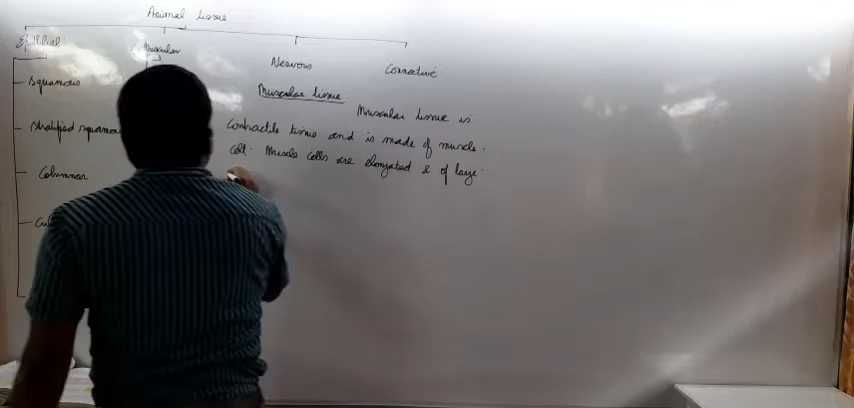 Animal tissue
Epithelial
Muscular
Nervous
Connective
Squamous
Stratified squamous
Columnar
Muscular tissue
Muscular tissue is
Contractile tissue and is made of muscle
cell. Muscle cells are elongated & of large